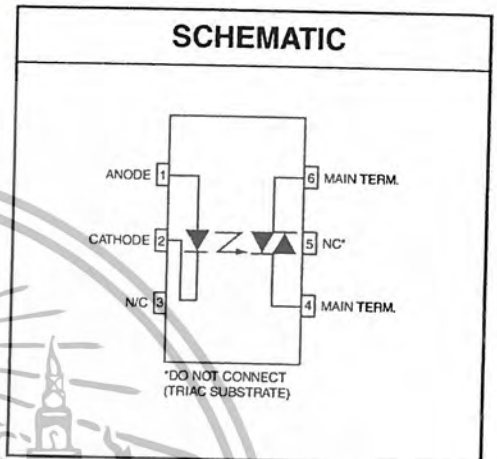 SCHEMATIC
ANODE 1
6 MAIN TERM.
CATHODE 2
5 NC*
N/C 3
4 MAIN TERM.
*DO NOT CONNECT
(TRIAC SUBSTRATE)